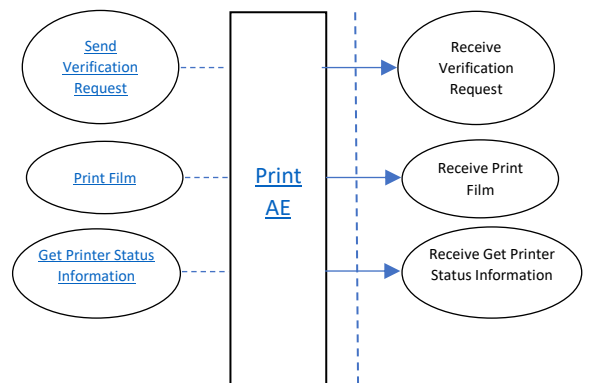 Send
Verification
Request
Receive
Verification
Request
Print Film
Print
AE
Receive Print
Film
Get Printer Status
Information
Receive Get Printer
Status Information